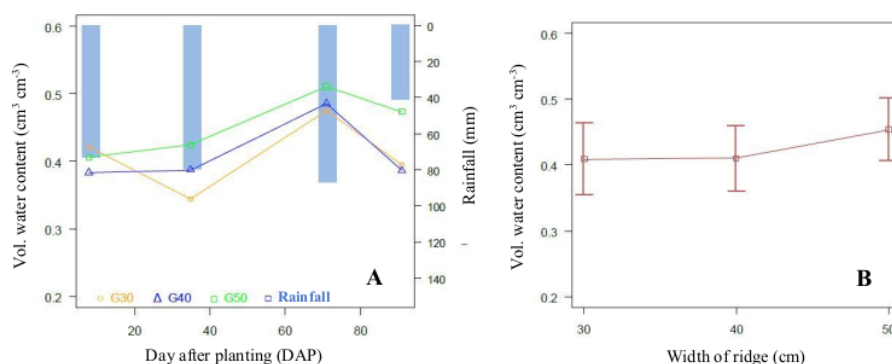 0.6
0.5
0.4
0.3
0.2
Vol. water content (cm³ cm⁻³)
0
20
40
60
80
100
120
140
Rainfall (mm)
G30 G40 G50 Rainfall
A
20 40 60 80
Day after planting (DAP)
0.6
0.5
0.4
0.3
0.2
Vol. water content (cm³ cm⁻³)
B
30 40 50
Width of ridge (cm)